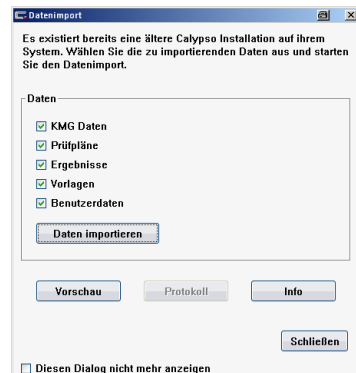 Datenimport
Es existiert bereits eine ältere Calypso Installation auf ihrem
System. Wählen Sie die zu importierenden Daten aus und starten
Sie den Datenimport.
Daten
KMG Daten
Prüfpläne
Ergebnisse
Vorlagen
Benutzerdaten
Daten importieren
Vorschau Protokoll Info
Schließen
Diesen Dialog nicht mehr anzeigen